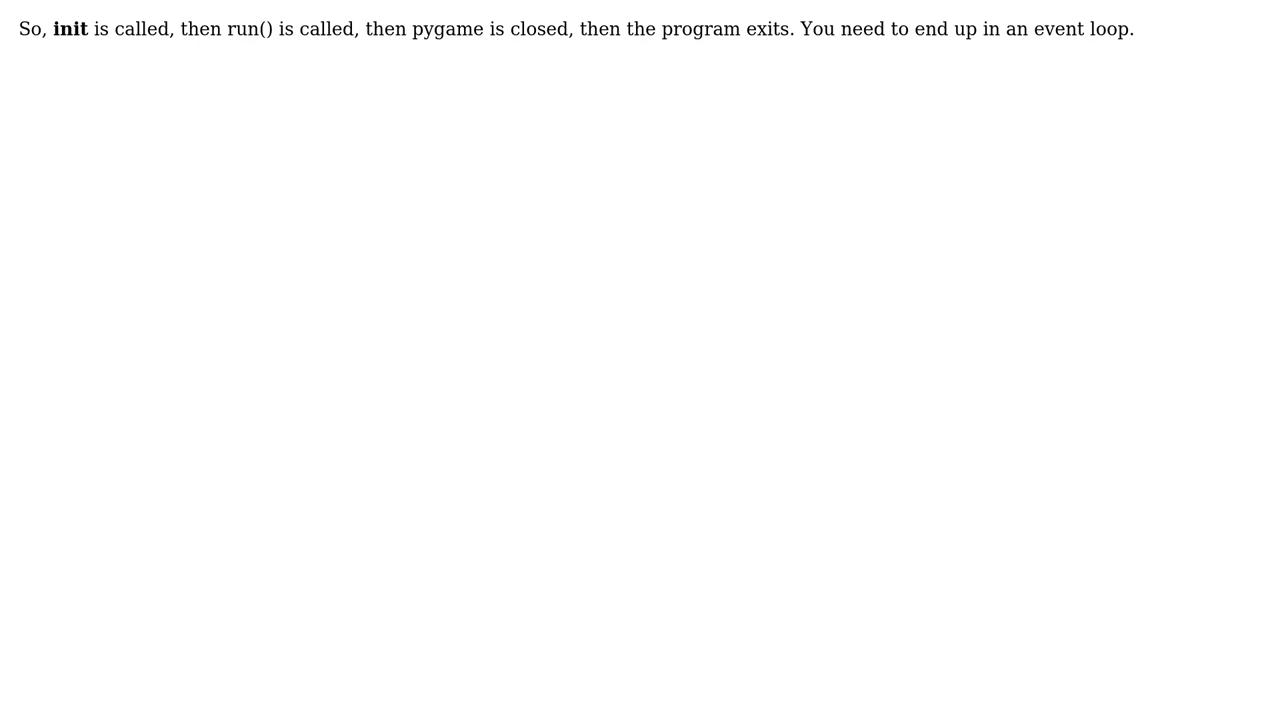 So, init is called, then run() is called, then pygame is closed, then the program exits. You need to end up in an event loop.